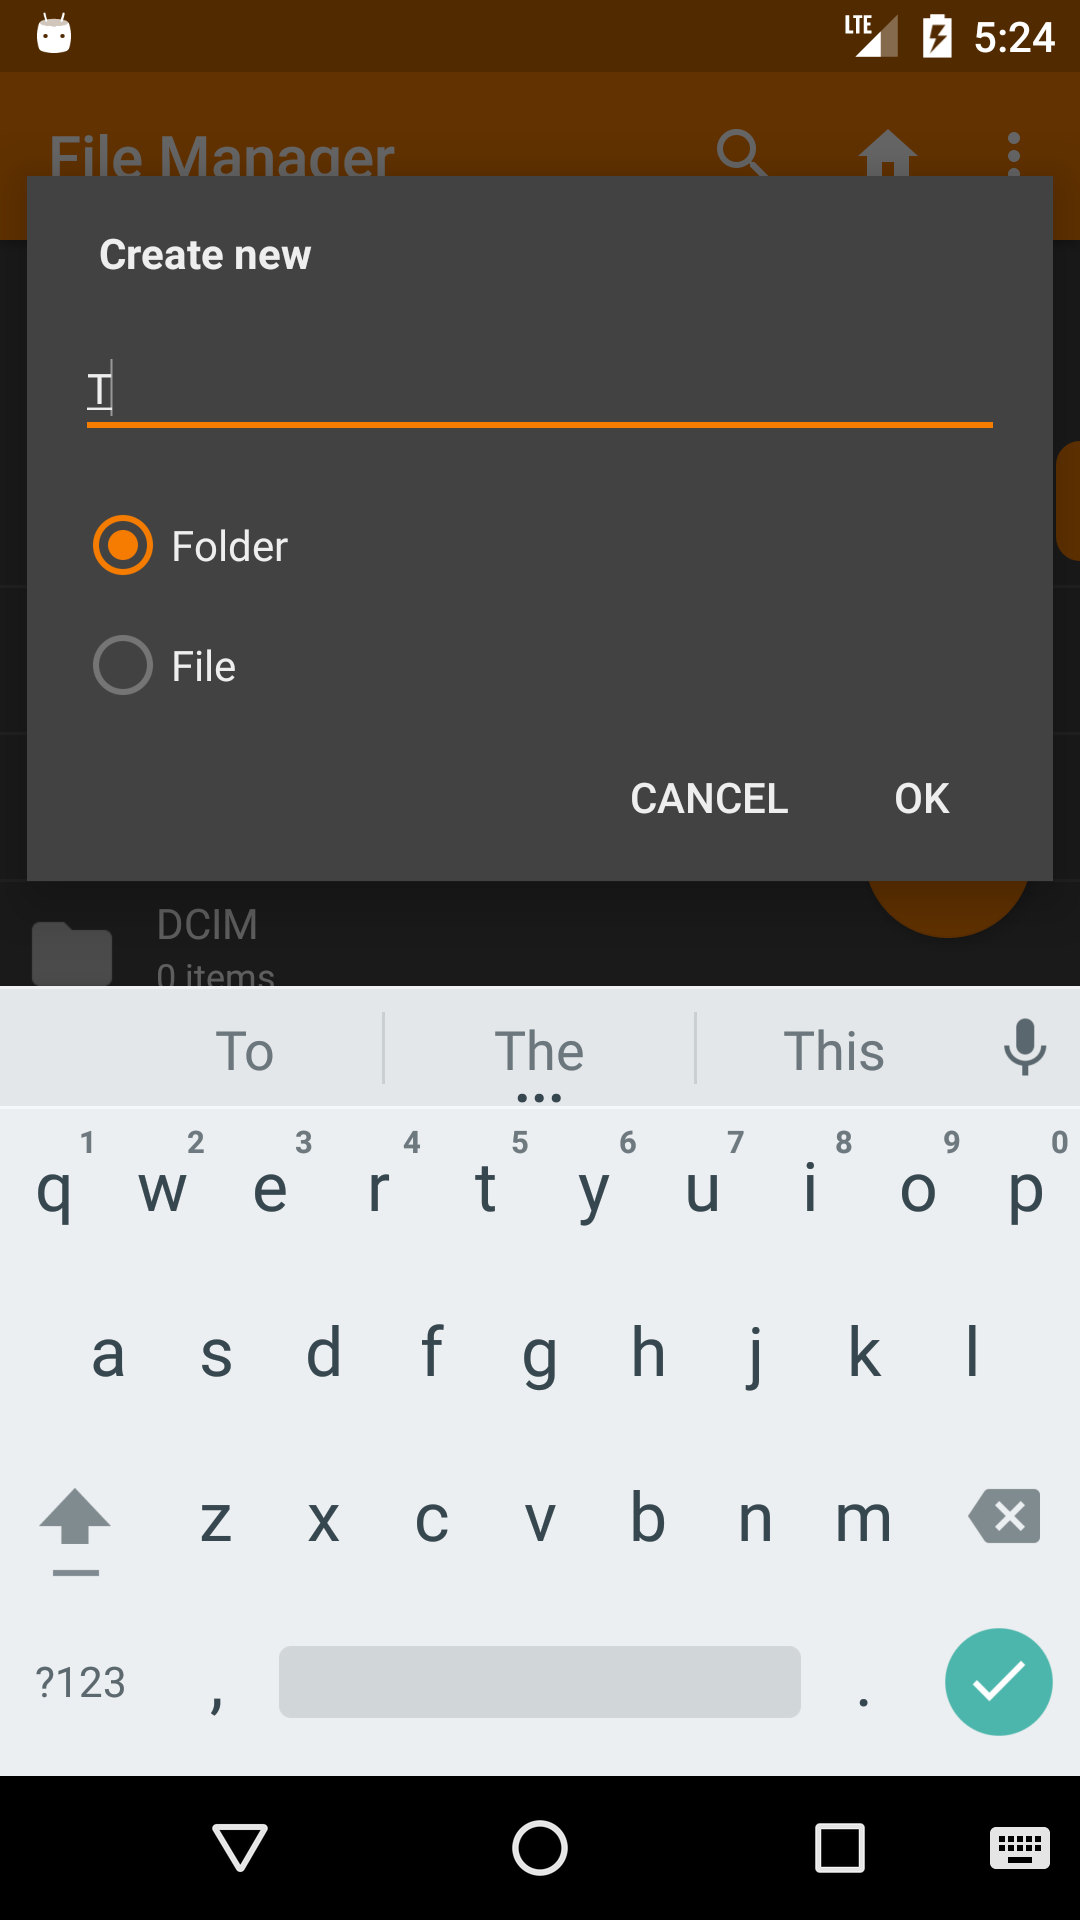 LTE 5:24
File Manager
Create new
T
Folder
File
CANCEL OK
DCIM
0 items
To The This
1 2 3 4 5 6 7 8 9 0
q w e r t y u i o p
a s d f g h j k l
z x c v b n m
?123 , .